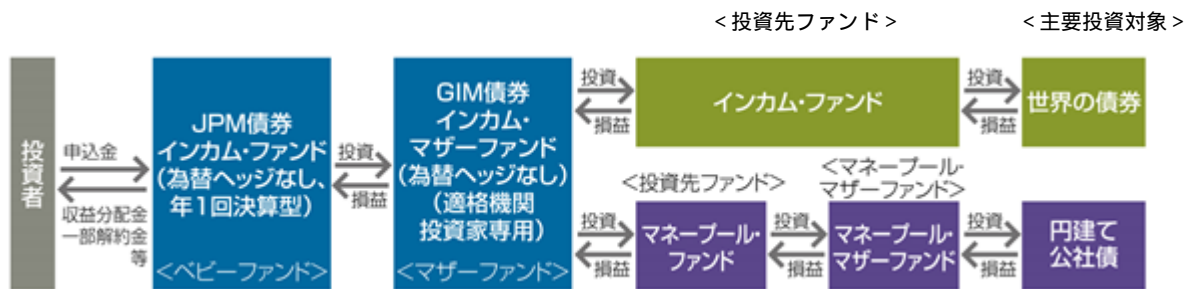 <投資先ファンド>
<主要投資対象>
投資者
申込金
収益分配金
一部解約金
等
JPM債券
インカム・ファンド
(為替ヘッジなし、
年1回決算型)
<ベビーファンド>
投資
損益
GIM債券
インカム・
マザーファンド
(為替ヘッジなし)
(適格機関
投資家専用)
<マザーファンド>
投資
損益
インカム・ファンド
投資
損益
世界の債券
投資
損益
<投資先ファンド>
マネープール・
ファンド
投資
損益
<マネープール・
マザーファンド>
マネープール・
マザーファンド
投資
損益
円建て
公社債